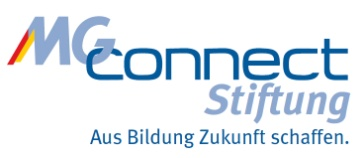 MG
connect
Stiftung
Aus Bildung Zukunft schaffen.